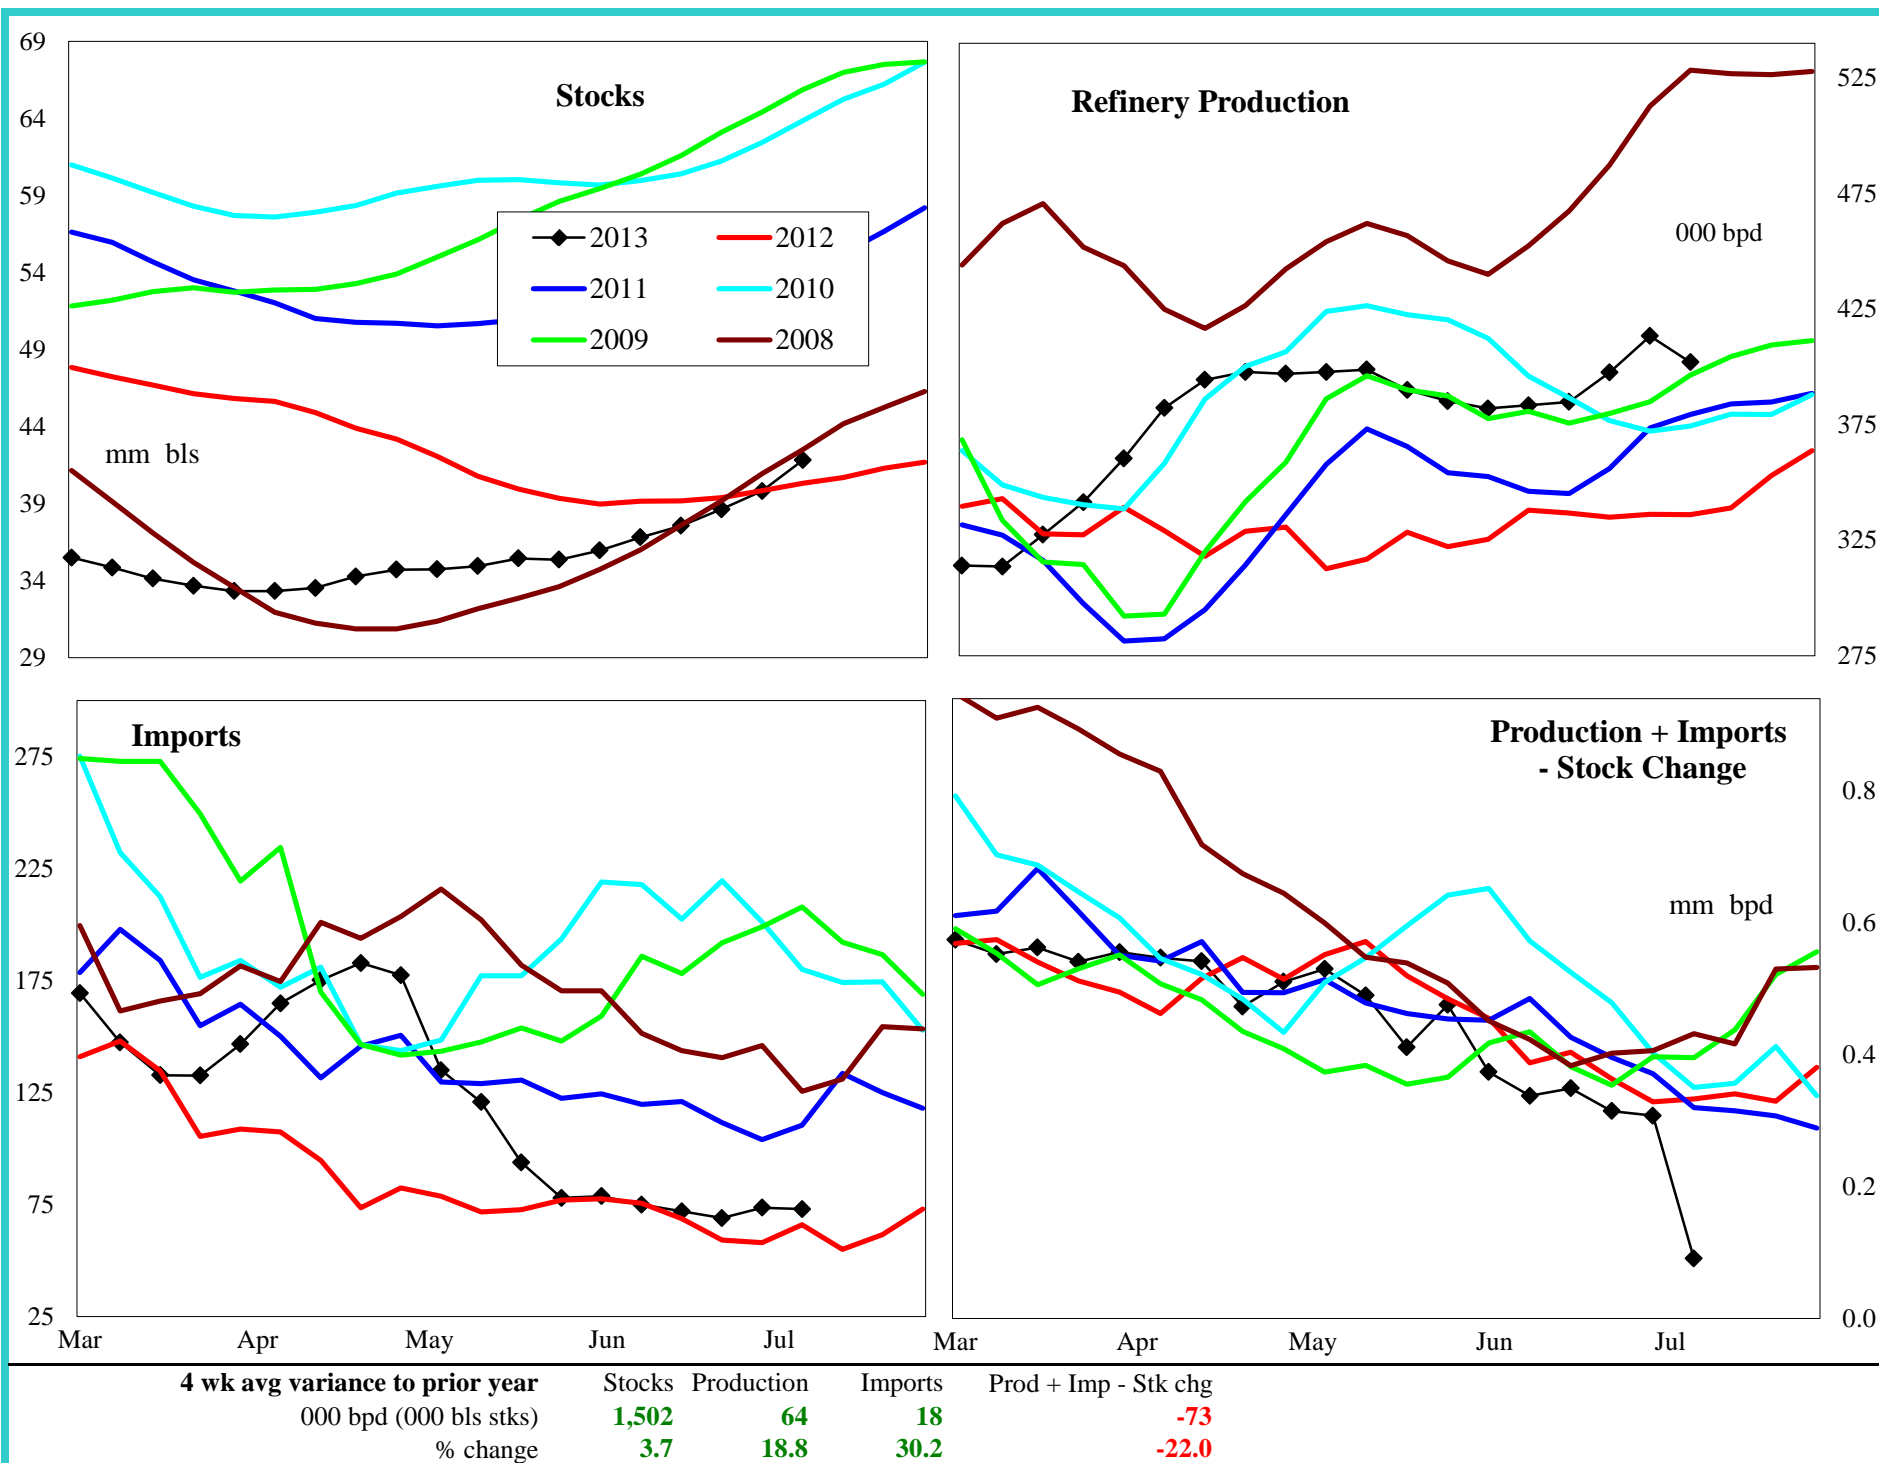 69
64
59
54
49
44
39
34
29
Stocks
mm bls
2013 2012
2011 2010
2009 2008
Refinery Production
000 bpd
525
475
425
375
325
275
Imports
275
225
175
125
75
25
Mar Apr May Jun Jul
Production + Imports
- Stock Change
mm bpd
0.8
0.6
0.4
0.2
0.0
Mar Apr May Jun Jul
4 wk avg variance to prior year Stocks Production Imports Prod + Imp - Stk chg
000 bpd (000 bls stks) 1,502 64 18 -73
% change 3.7 18.8 30.2 -22.0